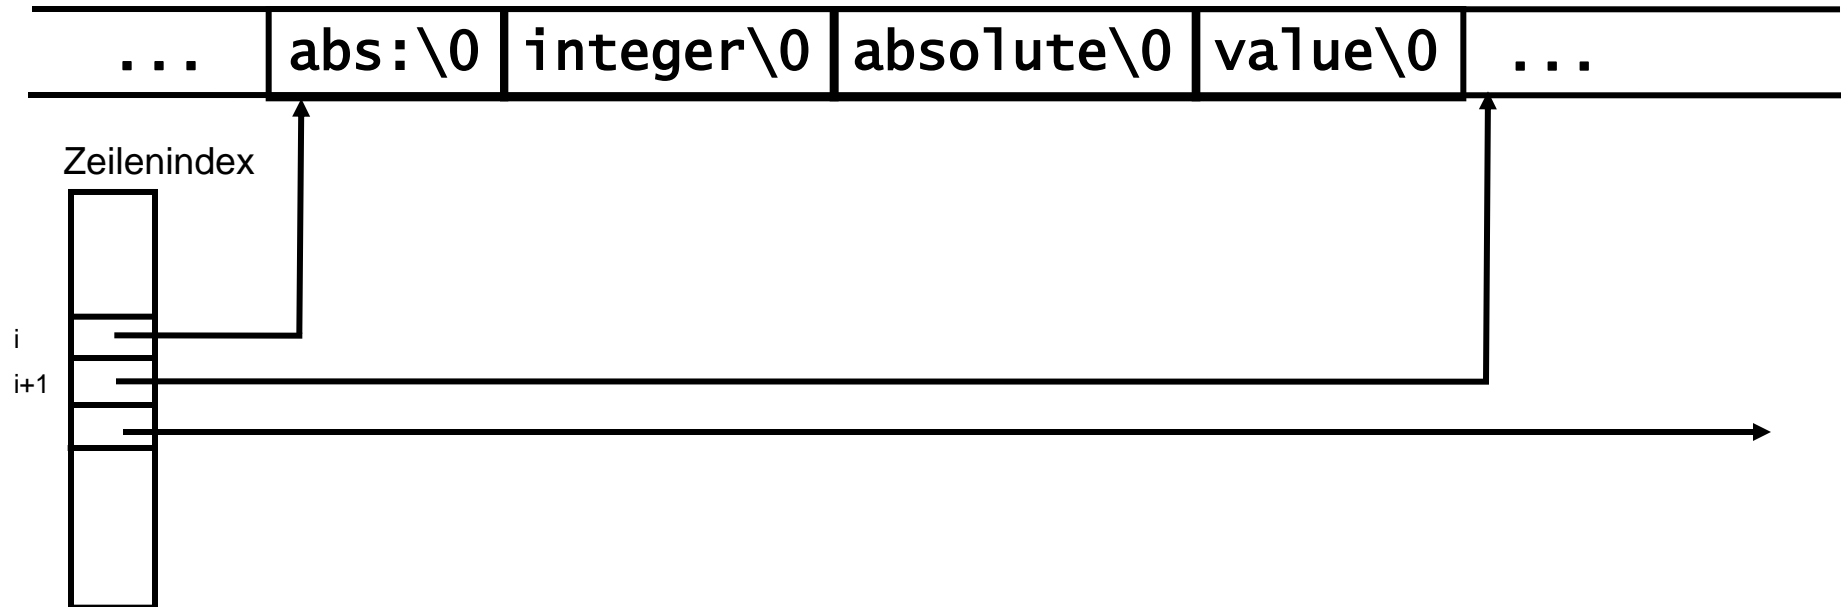 ... abs:\0 integer\0 absolute\0 value\0 ...
Zeilenindex
i
i+1